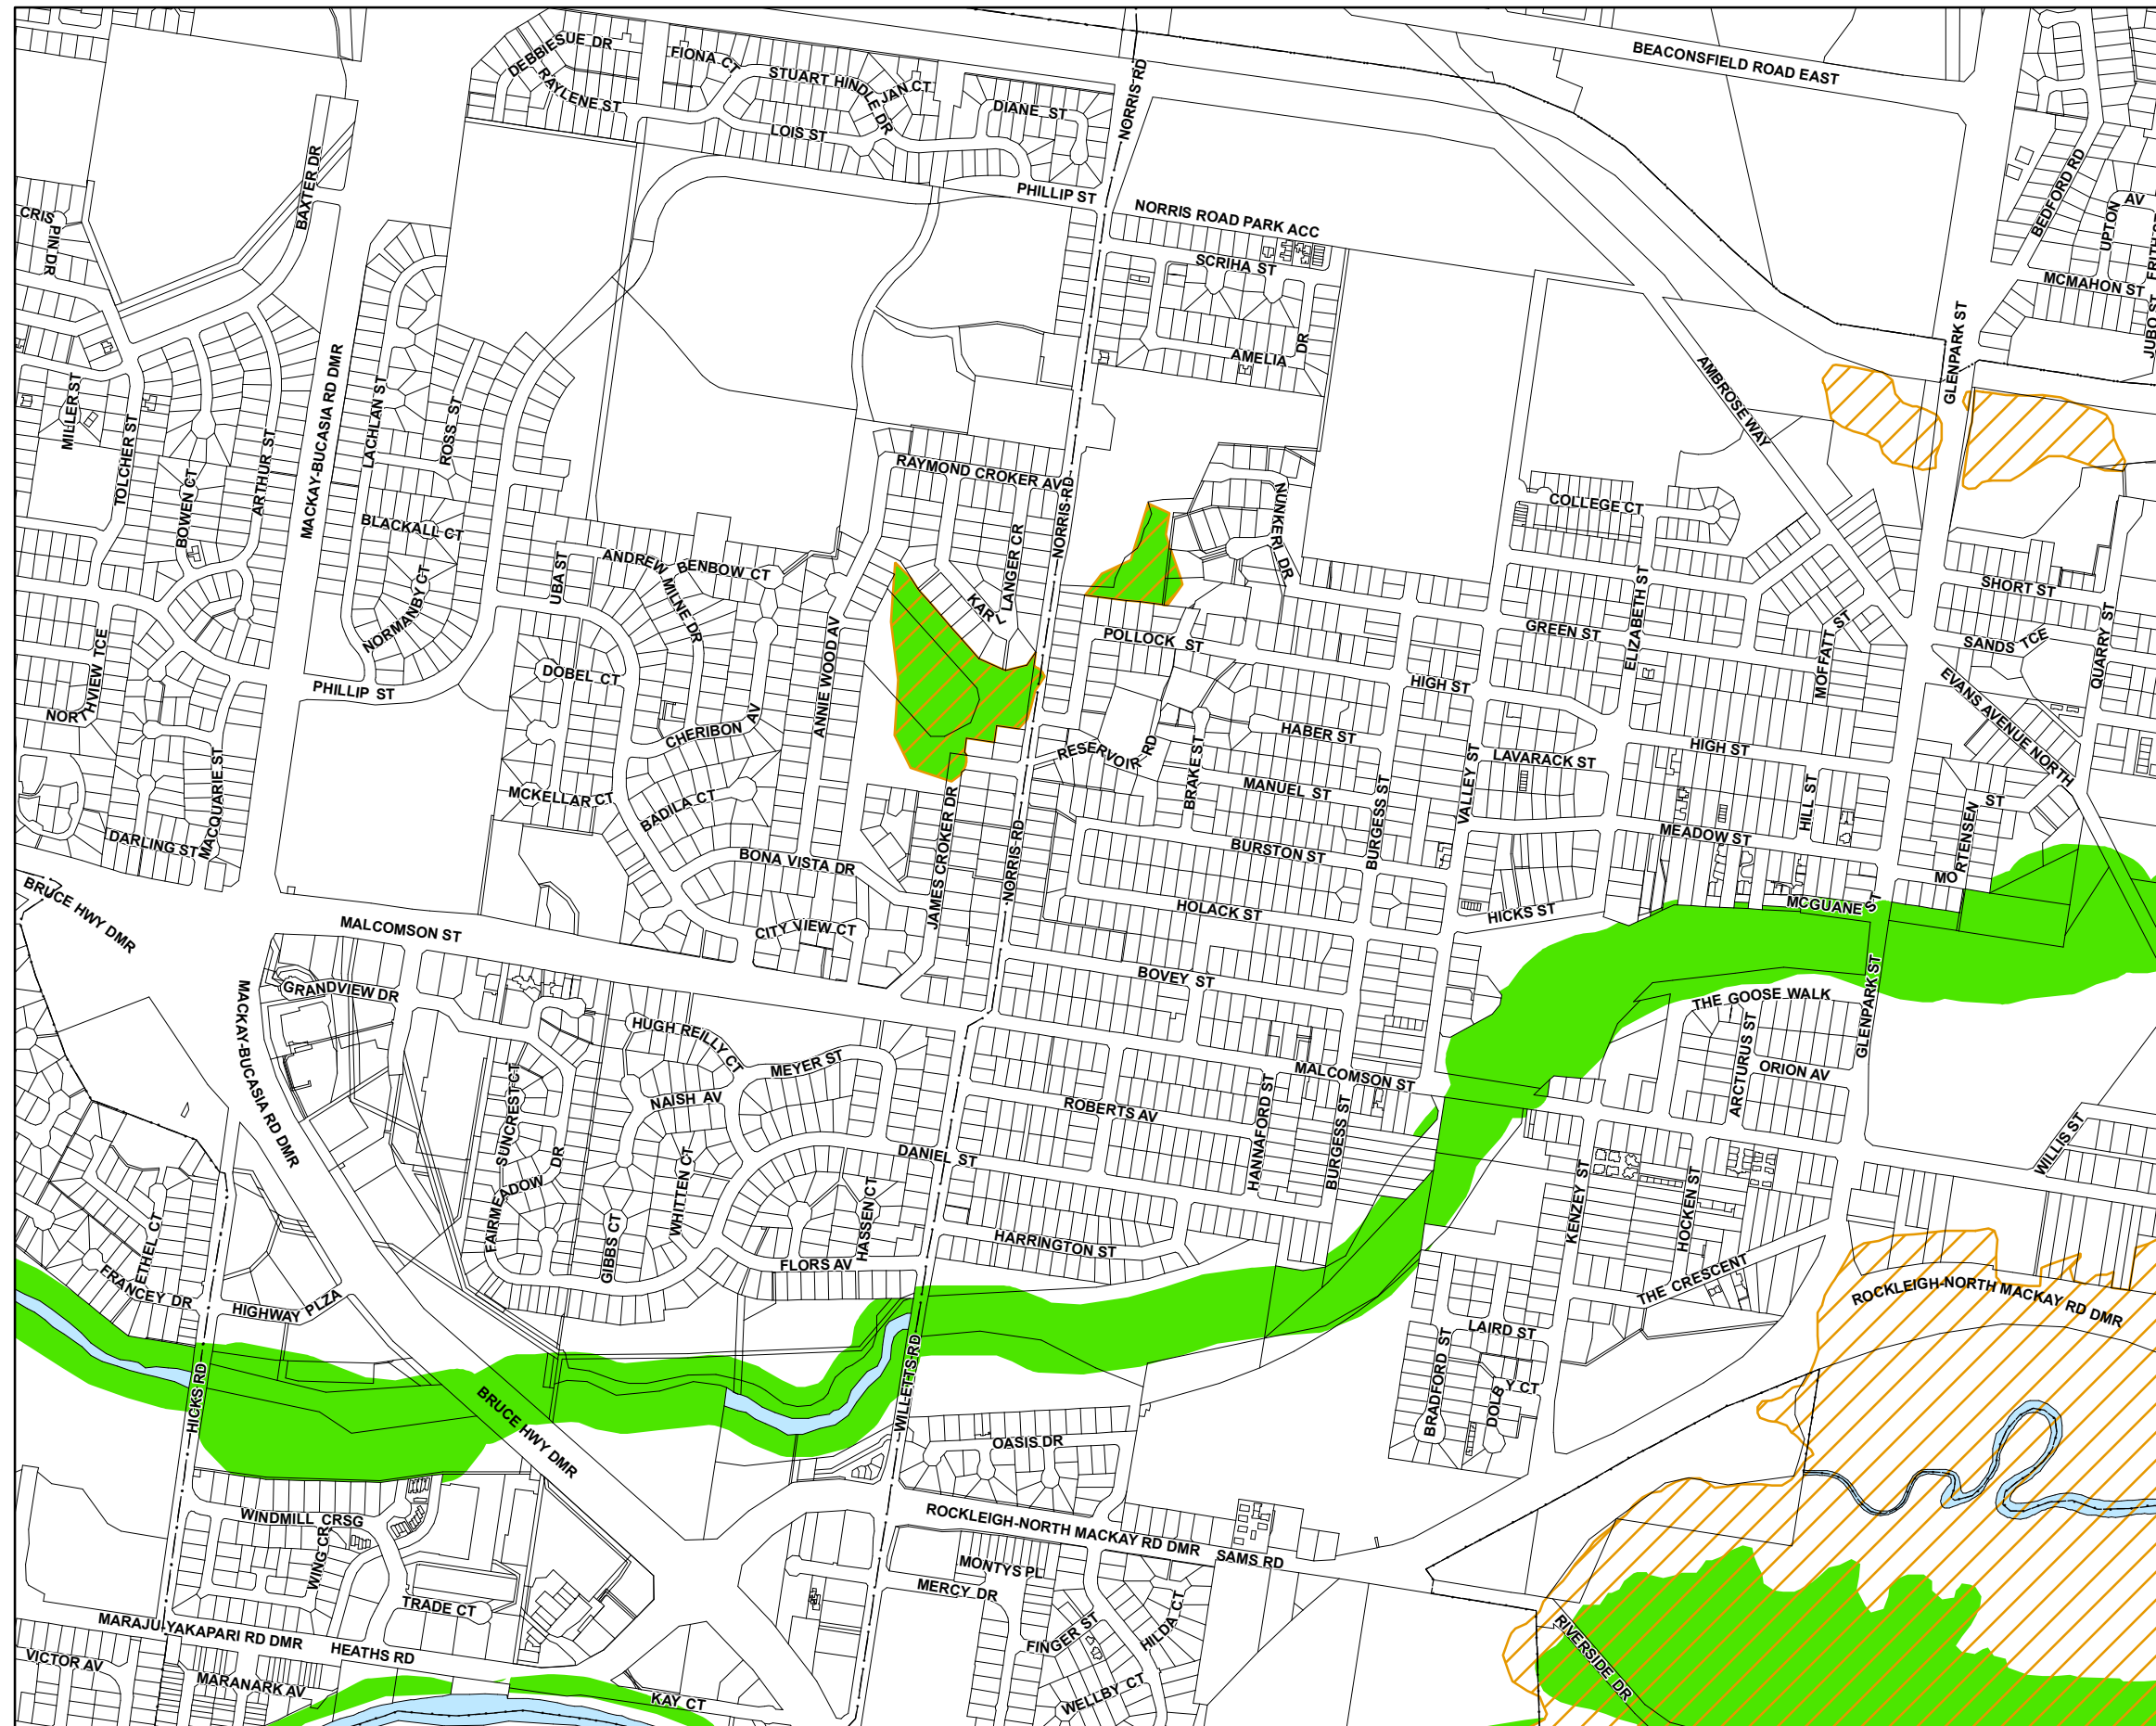 BEACONSFIELD ROAD EAST
DEBBIESUE DR
FIONA CT
STUART HINDLE DR
JAN CT
RAYLENE ST
LOIS ST
DIANE ST
NORRIS RD
BAXTER DR
BEDFORD RD
UPTON
AV
PHILLIP ST
NORRIS ROAD PARK ACC
CRISPIN DR
SCRIHA ST
MCMAHON ST
JUBO ST
GLENPARK ST
AMELIA DR
AMBROSE WAY
MILLER ST
TOLCHER ST
MACKAY-BUCASIA RD DMR
LACHLAN ST
ROSS ST
BOWEN CT
ARTHUR ST
RAYMOND CROKER AV
NORRIS RD
NUNKERI DR
COLLEGE CT
BLACKALL CT
UBA ST
ANDREW MILNE DR
BENBOW CT
LANGER CR
KARL
NORMANBY CT
ELIZABETH ST
SHORT ST
GREEN ST
MOFFATT ST
SANDS TCE
QUARRY ST
POLLOCK ST
NORTHVIEW TCE
ANNIE WOOD AV
DOBEL CT
PHILLIP ST
HIGH ST
EVANS AVENUE NORTH
CHERIBON AV
RESERVOIR RD
BRAKE ST
HABER ST
HIGH ST
LAVARACK ST
VALLEY ST
MACQUARIE ST
MCKELLAR CT
BADILA CT
MANUEL ST
BURGESS ST
HILL ST
MORTENSEN ST
JAMES CROKER DR
NORRIS RD
DARLING ST
BONA VISTA DR
BURSTON ST
MEADOW ST
BRUCE HWY DMR
MALCOMSON ST
CITY VIEW CT
HOLACK ST
HICKS ST
MCGUANE ST
GRANDVIEW DR
BOVEY ST
THE GOOSE WALK
GLENPARK ST
MACKAY-BUCASIA RD DMR
HUGH REILLY CT
MEYER ST
MALCOMSON ST
ARCTURUS ST
ORION AV
SUNCREST CT
NAISH AV
ROBERTS AV
HANNAFORD ST
BURGESS ST
WILLIS ST
DANIEL ST
FAIRMEADOW DR
WHITTEN CT
GIBBS CT
HASSEN CT
KENZEY ST
HOCKEN ST
ETHEL CT
FRANCEY DR
HARRINGTON ST
FLORS AV
THE CRESCENT
ROCKLEIGH-NORTH MACKAY RD DMR
HIGHWAY PLZA
LAIRD ST
HICKS RD
WILLETTS RD
BRADFORD ST
DOLBY CT
BRUCE HWY DMR
OASIS DR
WINDMILL CRSG
WING CR
ROCKLEIGH-NORTH MACKAY RD DMR
SAMS RD
MONTYS PL
MERCY DR
TRADE CT
MARAJU-YAKAPARI RD DMR
HEATHS RD
FINGER ST
HILDA CT
RIVERSIDE DR
VICTOR AV
MARANARK AV
KAY CT
WELLBY CT